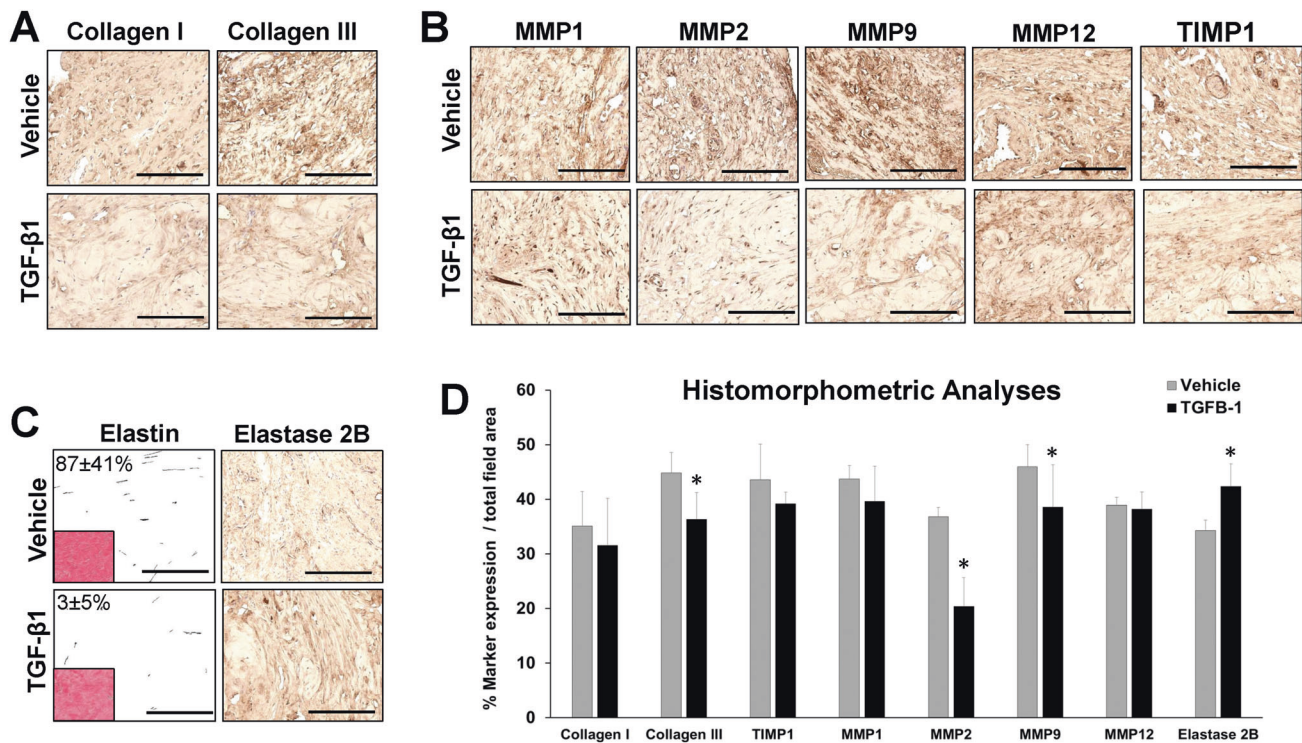 A
Collagen I
Collagen III
Vehicle
TGF-β1
B
MMP1
MMP2
MMP9
MMP12
TIMP1
Vehicle
TGF-β1
C
Elastin
Elastase 2B
Vehicle
87±41%
TGF-β1
3±5%
D
Histomorphometric Analyses
Vehicle
TGFB-1
% Marker expression / total field area
60
50
40
30
20
10
0
*
*
*
*
Collagen I
Collagen III
TIMP1
MMP1
MMP2
MMP9
MMP12
Elastase 2B